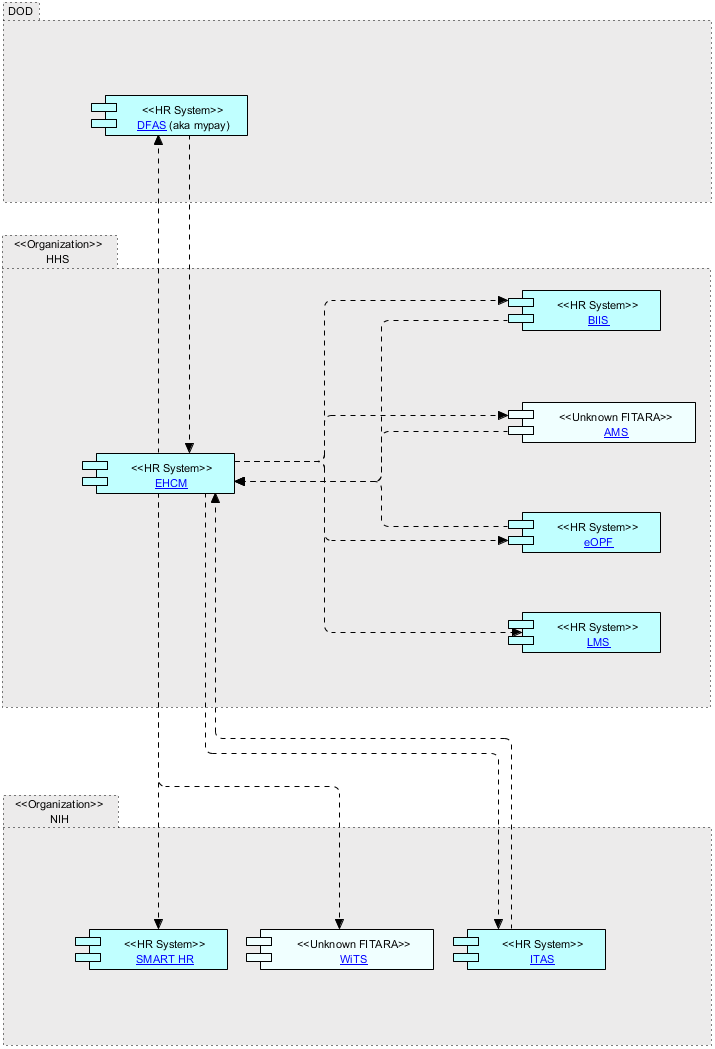 DOD
<<HR System>>
DFAS (aka mypay)
<<Organization>>
HHS
<<HR System>>
BIIS
<<Unknown FITARA>>
AMS
<<HR System>>
EHCM
<<HR System>>
eOPF
<<HR System>>
LMS
<<Organization>>
NIH
<<HR System>>
SMART HR
<<Unknown FITARA>>
WiTS
<<HR System>>
ITAS